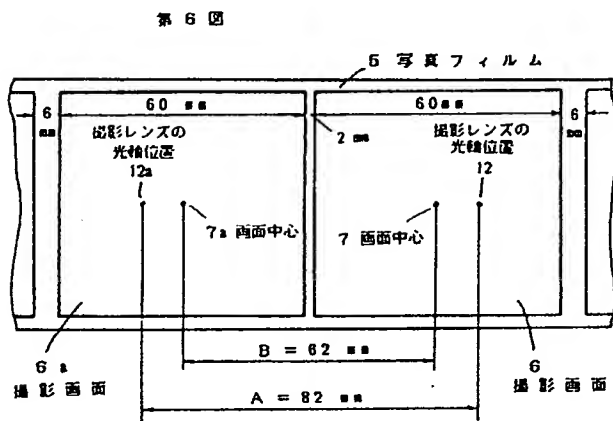 第6図
5 写真フィルム
6 mm
60 mm
60mm
6 mm
2 mm
撮影レンズの
光軸位置
12a
撮影レンズの
光軸位置
12
7a 画面中心
7 画面中心
6a
撮影画面
B = 62 mm
6
撮影画面
A = 82 mm